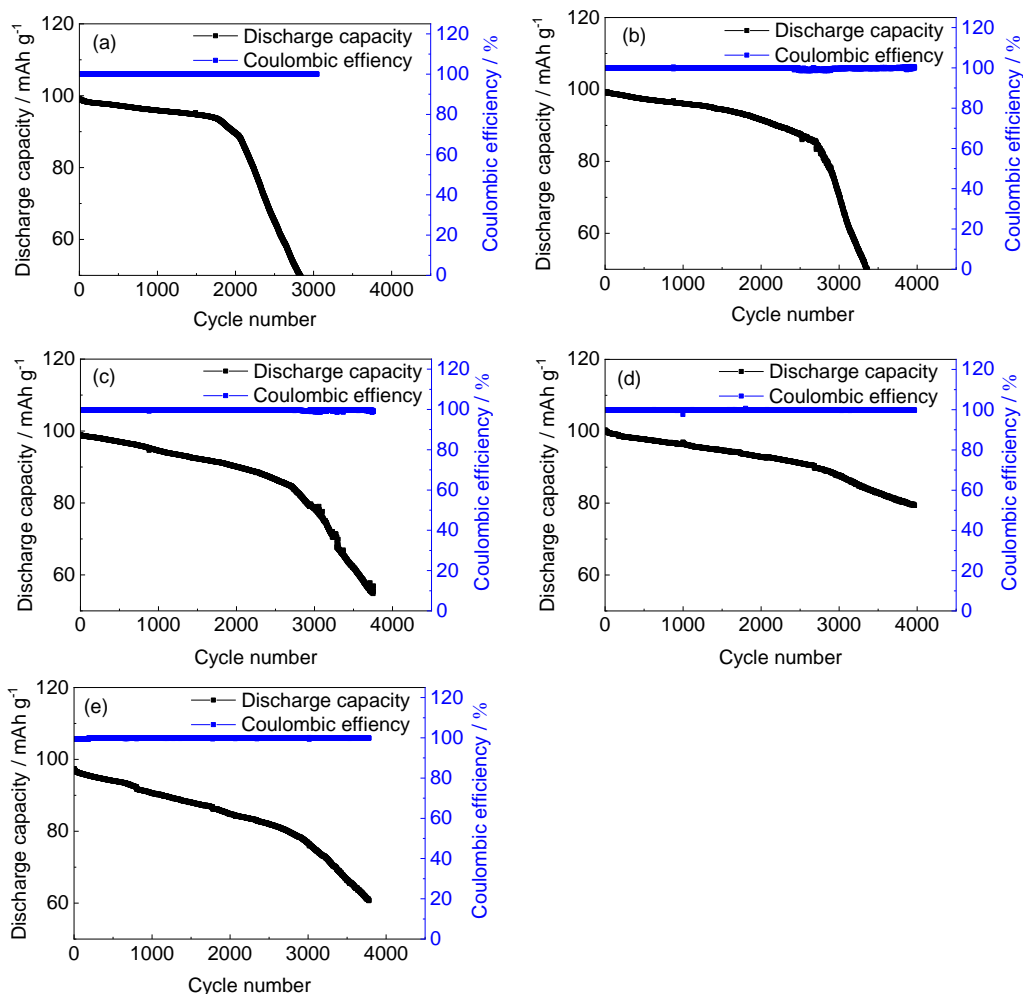 (a)
Discharge capacity
Coulombic effiency
Discharge capacity / mAh g-1
120
100
80
60
0 1000 2000 3000 4000
Cycle number
120
100
80
60
40
20
0
Coulombic efficiency / %
(b)
Discharge capacity
Coulombic effiency
Discharge capacity / mAh g-1
120
100
80
60
0 1000 2000 3000 4000
Cycle number
120
100
80
60
40
20
0
Coulombic efficiency / %
(c)
Discharge capacity
Coulombic effiency
Discharge capacity / mAh g-1
120
100
80
60
0 1000 2000 3000 4000
Cycle number
120
100
80
60
40
20
0
Coulombic efficiency / %
(d)
Discharge capacity
Coulombic effiency
Discharge capacity / mAh g-1
120
100
80
60
0 1000 2000 3000 4000
Cycle number
120
100
80
60
40
20
0
Coulombic efficiency / %
(e)
Discharge capacity
Coulombic effiency
Discharge capacity / mAh g-1
120
100
80
60
0 1000 2000 3000 4000
Cycle number
120
100
80
60
40
20
0
Coulombic efficiency / %